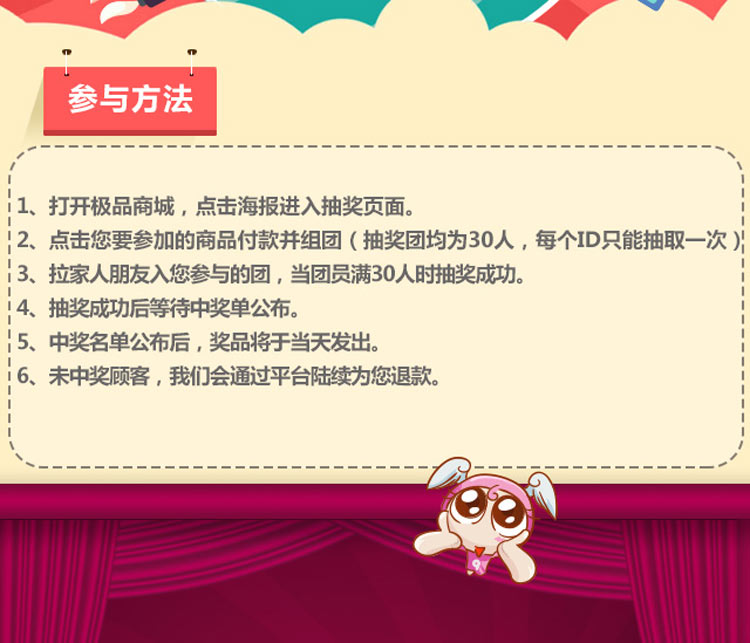 参与方法
1、打开极品商城，点击海报进入抽奖页面。
2、点击您要参加的商品付款并组团（抽奖团均为30人，每个ID只能抽取一次）
3、拉家人朋友入您参与的团，当团员满30人时抽奖成功。
4、抽奖成功后等待中奖单公布。
5、中奖名单公布后，奖品将于当天发出。
6、未中奖顾客，我们会通过平台陆续为您退款。